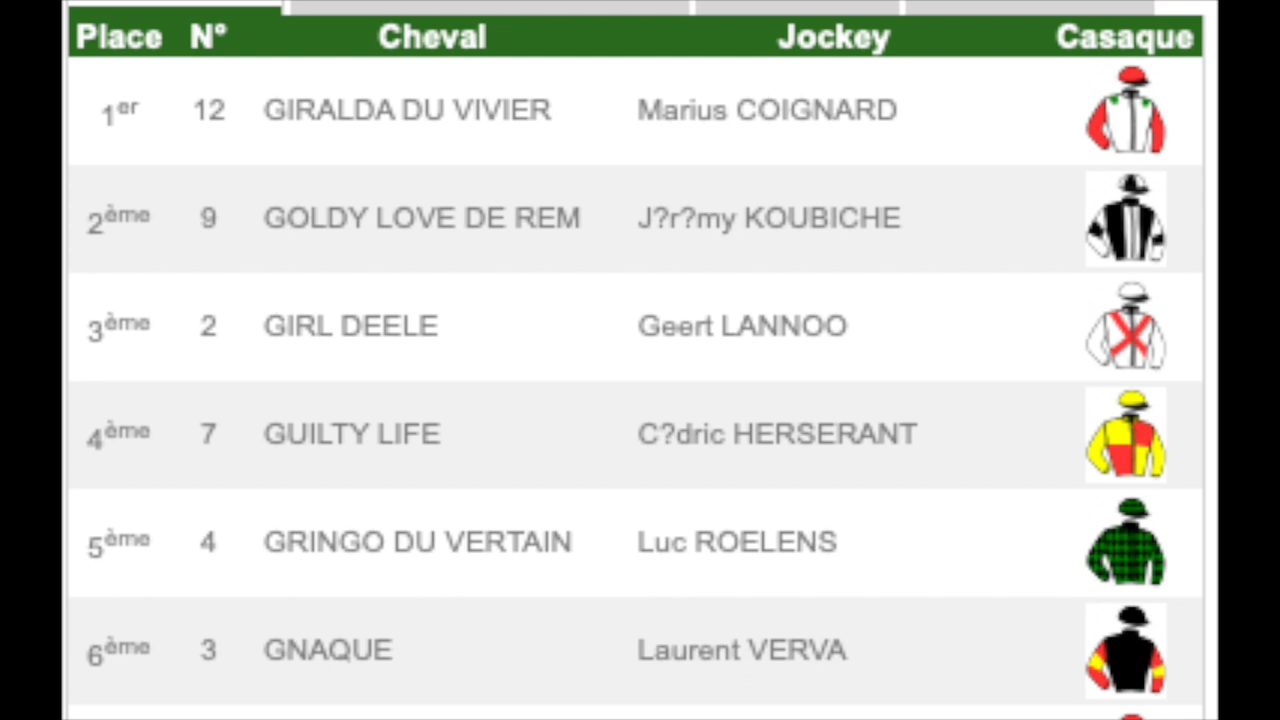 Place N° Cheval Jockey Casaque
1er 12 GIRALDA DU VIVIER Marius COIGNARD
2ème 9 GOLDY LOVE DE REM J?r?my KOUBICHE
3ème 2 GIRL DEELE Geert LANNOO
4ème 7 GUILTY LIFE C?dric HERSERANT
5ème 4 GRINGO DU VERTAIN Luc ROELENS
6ème 3 GNAQUE Laurent VERVA